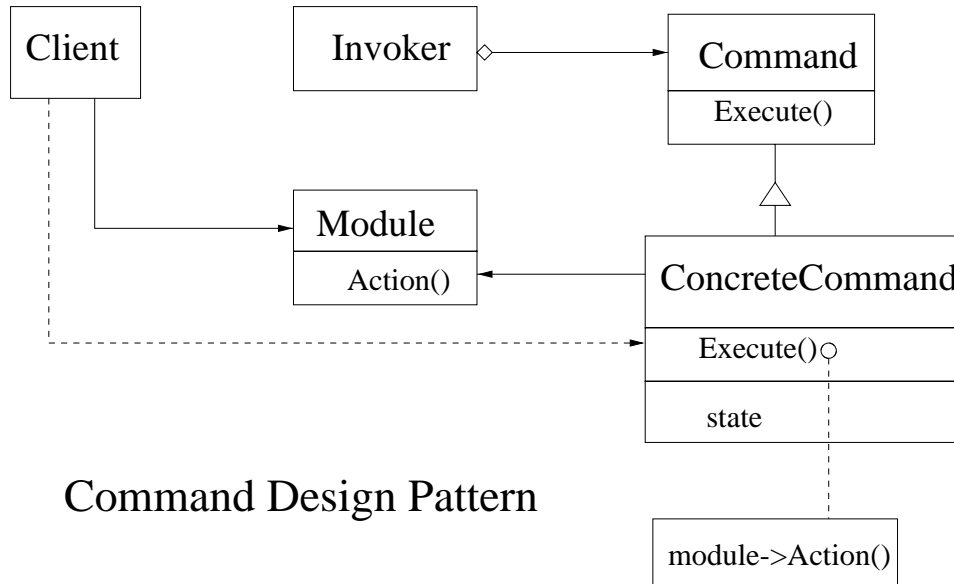 Client
Invoker
Command
Execute()
Module
Action()
ConcreteCommand
Execute()
state
Command Design Pattern
module->Action()